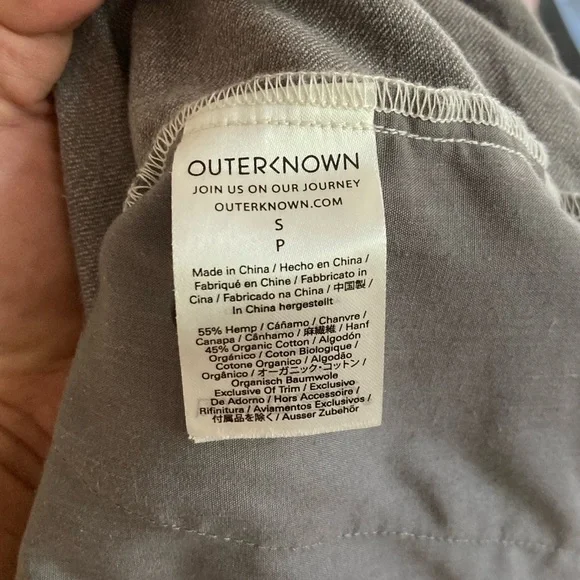 OUTERKNOWN
JOIN US ON OUR JOURNEY
OUTERKNOWN.COM
S
P
Made in China / Hecho en China /
Fabriqué en Chine / Fabbricato in
Cina / Fabricado na China / 中国製 /
In China hergestellt
55% Hemp / Cáñamo / Chanvre /
Canapa / Cânhamo / 麻繊維 / Hanf
45% Organic Cotton / Algodón
Orgánico / Coton Biologique /
Cotone Organico / Algodão
Orgânico / オーガニック・コットン /
Organisch Baumwole
Exclusive Of Trim / Exclusivo
De Adorno / Hors Accessoire /
Rifinitura / Aviamentos Exclusivos /
付属品を除く / Ausser Zubehör